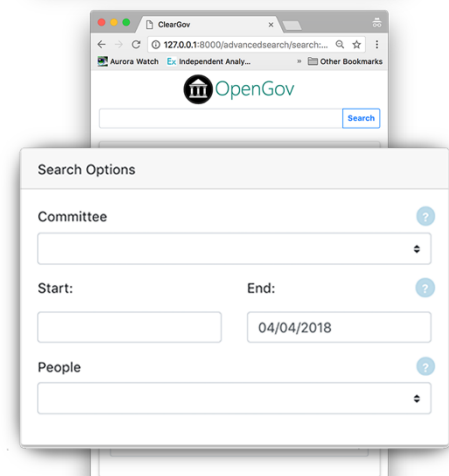 ClearGov
127.0.0.1:8000/advancedsearch/search:...
Aurora Watch Ex Independent Analy... » Other Bookmarks
OpenGov
Search
Search Options
Committee ?
Start: End: ?
04/04/2018
People ?